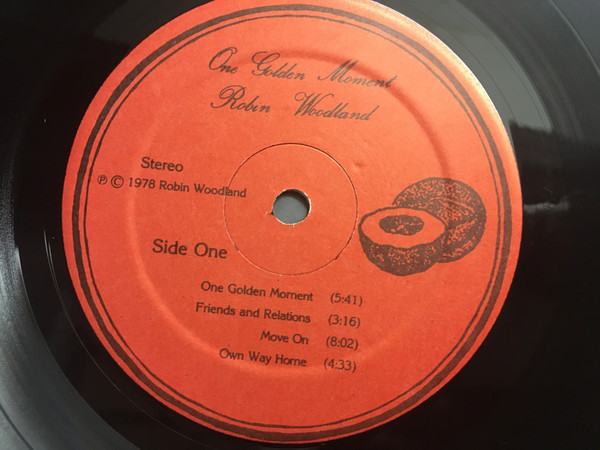 One Golden Moment
Robin Woodland
Stereo
℗ © 1978 Robin Woodland
Side One
One Golden Moment (5:41)
Friends and Relations (3:16)
Move On (8:02)
Own Way Home (4:33)